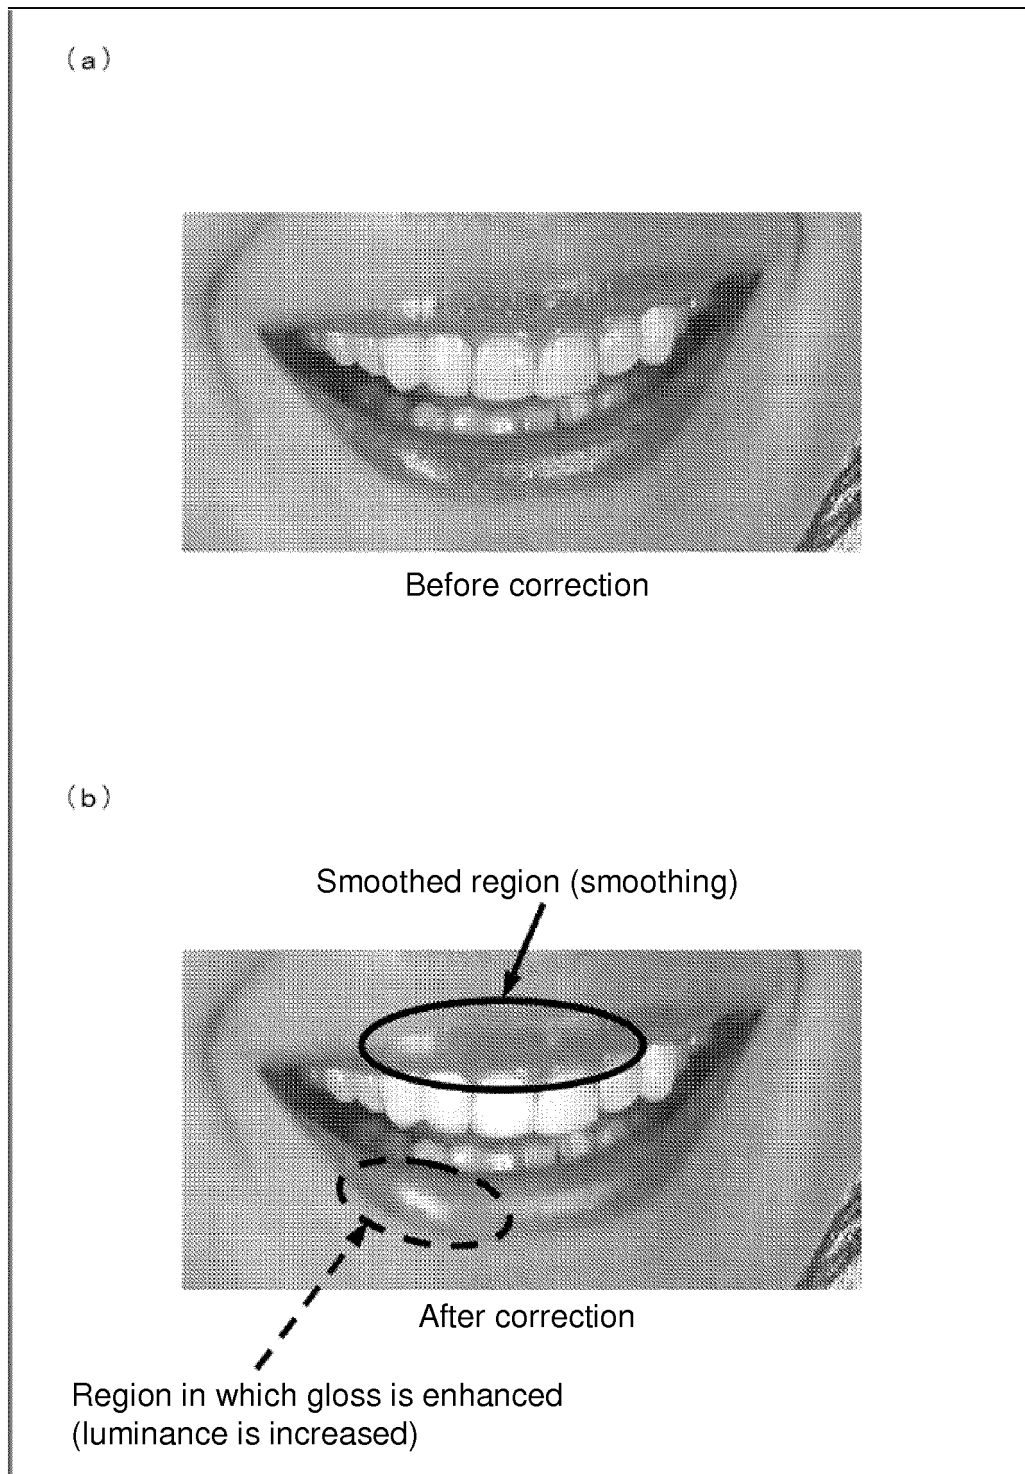 (a)
Before correction
(b)
Smoothed region (smoothing)
After correction
Region in which gloss is enhanced
(luminance is increased)